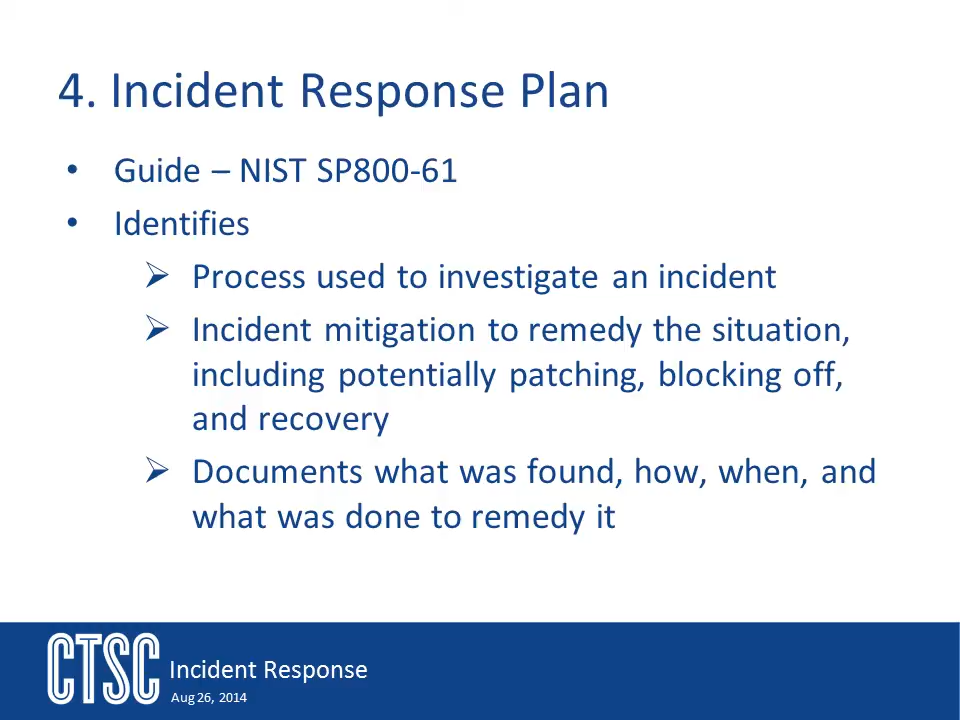 4. Incident Response Plan
• Guide – NIST SP800-61
• Identifies
➢ Process used to investigate an incident
➢ Incident mitigation to remedy the situation,
including potentially patching, blocking off,
and recovery
➢ Documents what was found, how, when, and
what was done to remedy it
CTSC
Incident Response
Aug 26, 2014